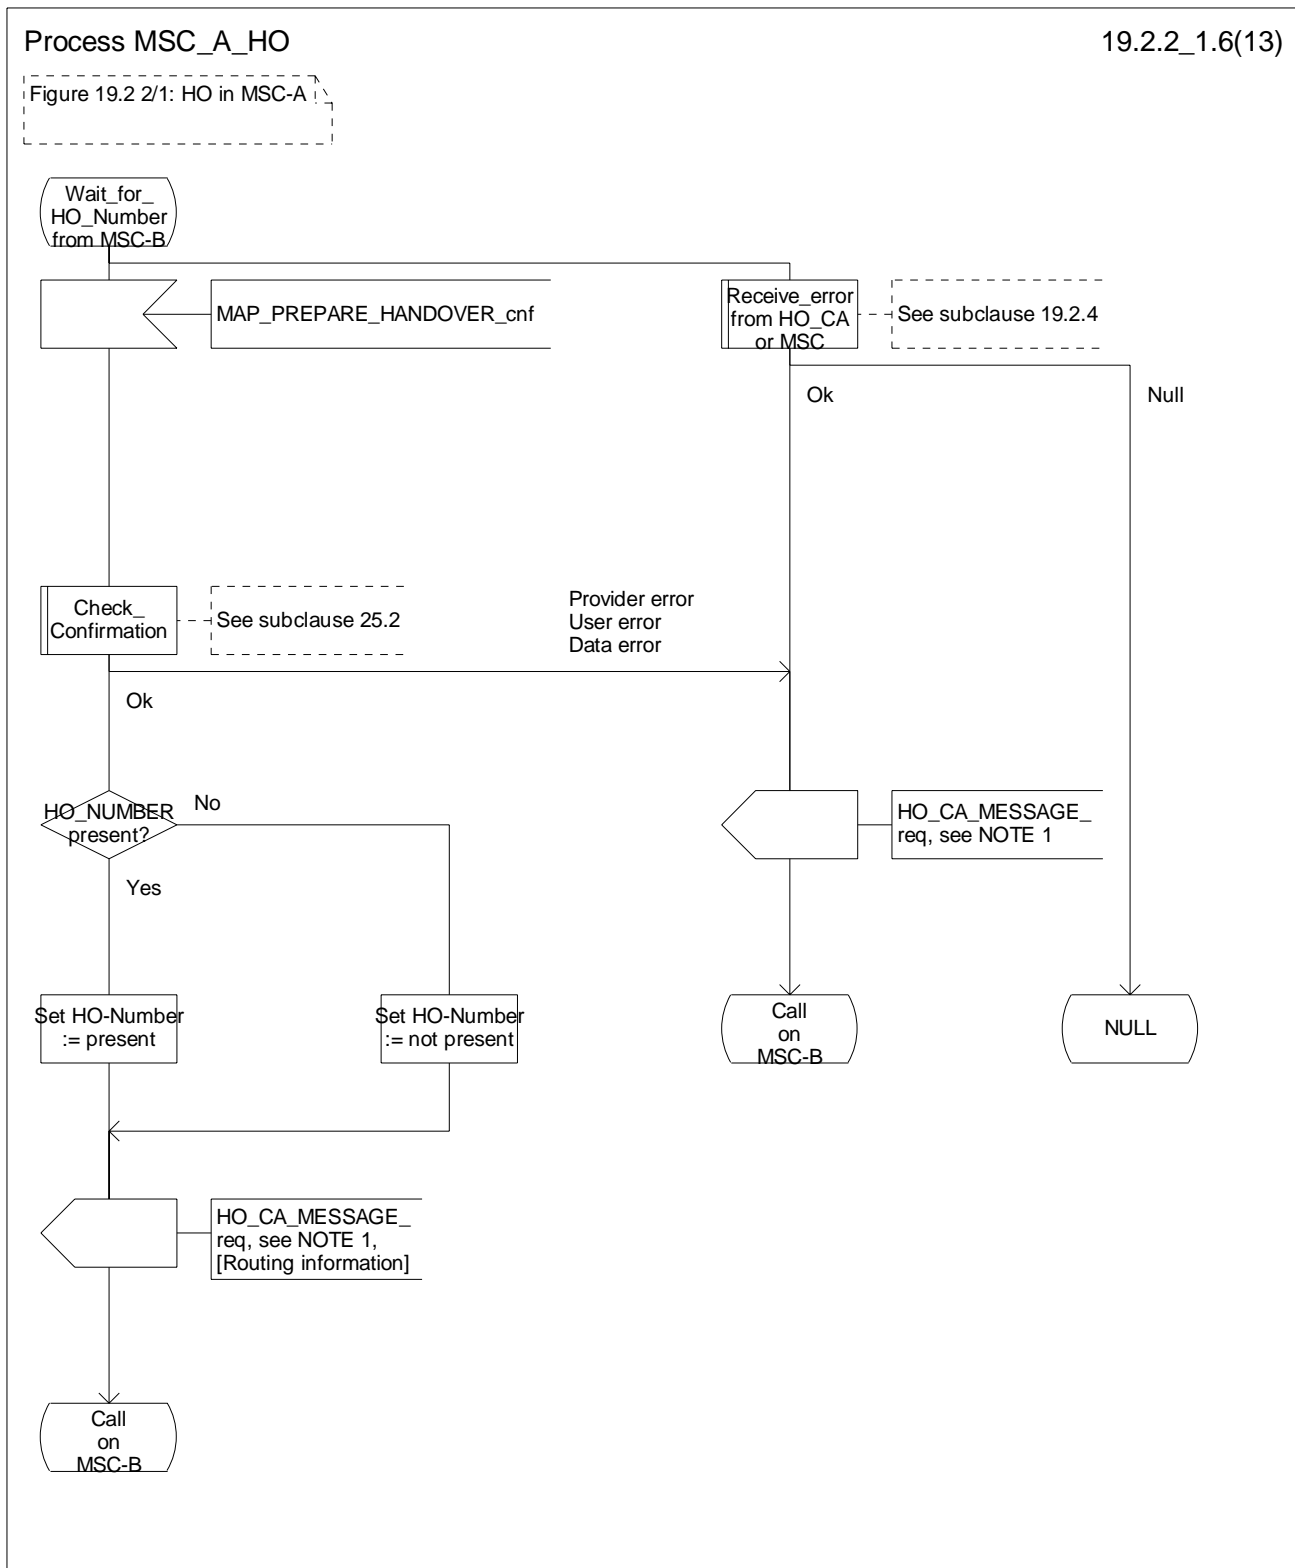 Process MSC_A_HO
19.2.2_1.6(13)
Figure 19.2 2/1: HO in MSC-A
Wait_for_
HO_Number
from MSC-B
MAP_PREPARE_HANDOVER_cnf
Receive_error
from HO_CA
or MSC
See subclause 19.2.4
Ok
Null
Check_
Confirmation
See subclause 25.2
Provider error
User error
Data error
Ok
HO_NUMBER
present?
No
Yes
HO_CA_MESSAGE_
req, see NOTE 1
Set HO-Number
:= present
Set HO-Number
:= not present
Call
on
MSC-B
NULL
HO_CA_MESSAGE_
req, see NOTE 1,
[Routing information]
Call
on
MSC-B